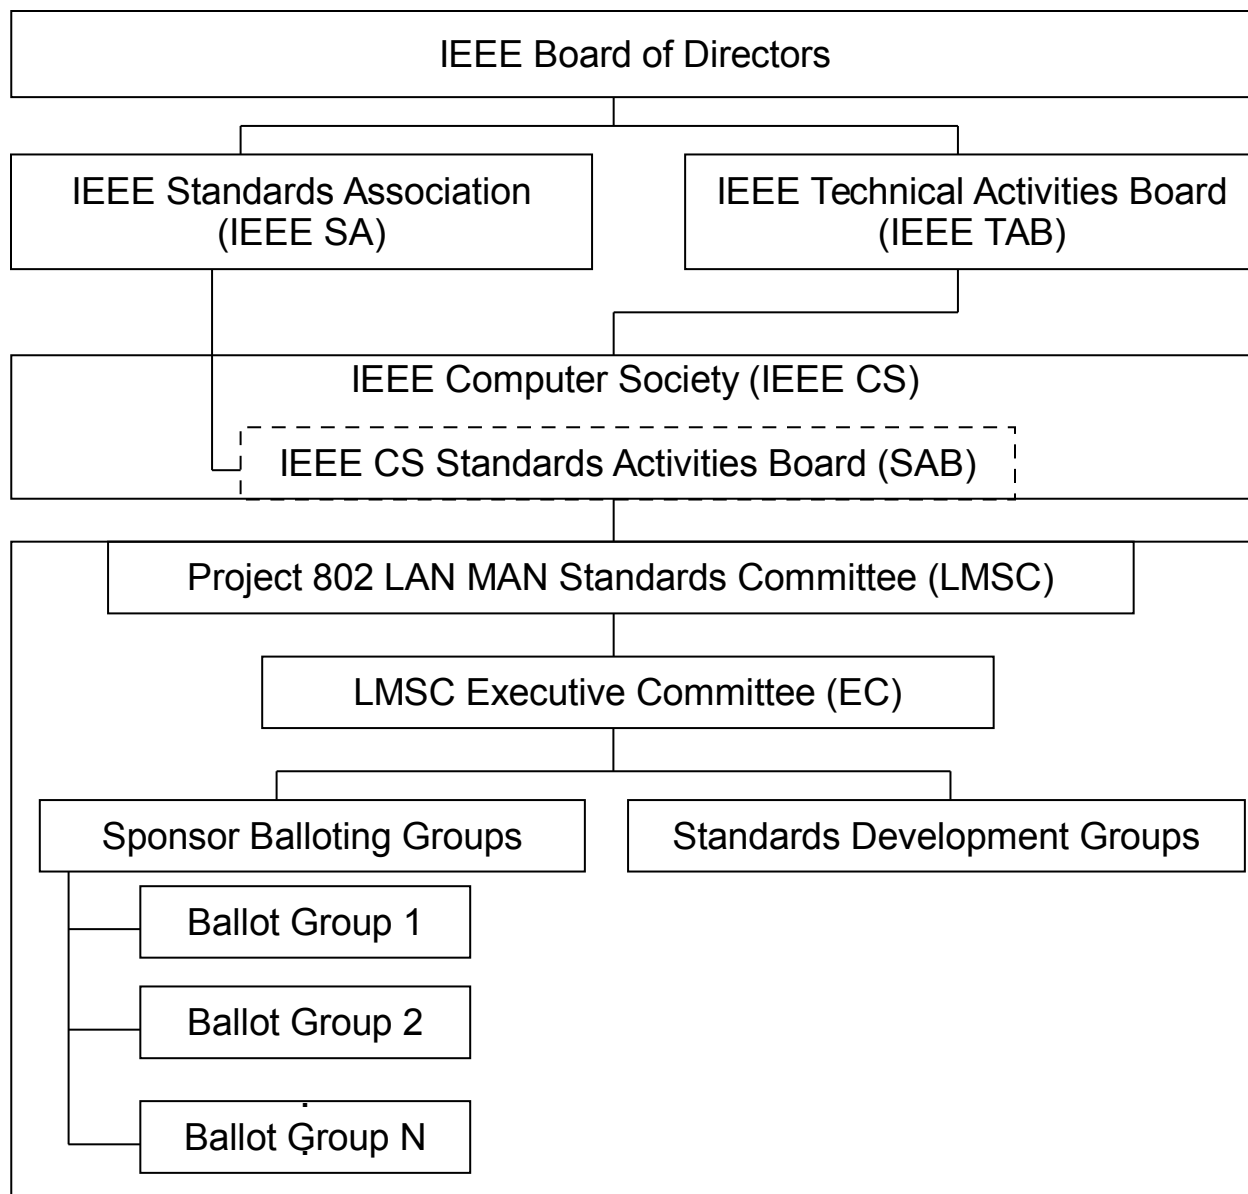 IEEE Board of Directors
IEEE Standards Association
(IEEE SA)
IEEE Technical Activities Board
(IEEE TAB)
IEEE Computer Society (IEEE CS)
IEEE CS Standards Activities Board (SAB)
Project 802 LAN MAN Standards Committee (LMSC)
LMSC Executive Committee (EC)
Sponsor Balloting Groups
Standards Development Groups
Ballot Group 1
Ballot Group 2
Ballot Group N